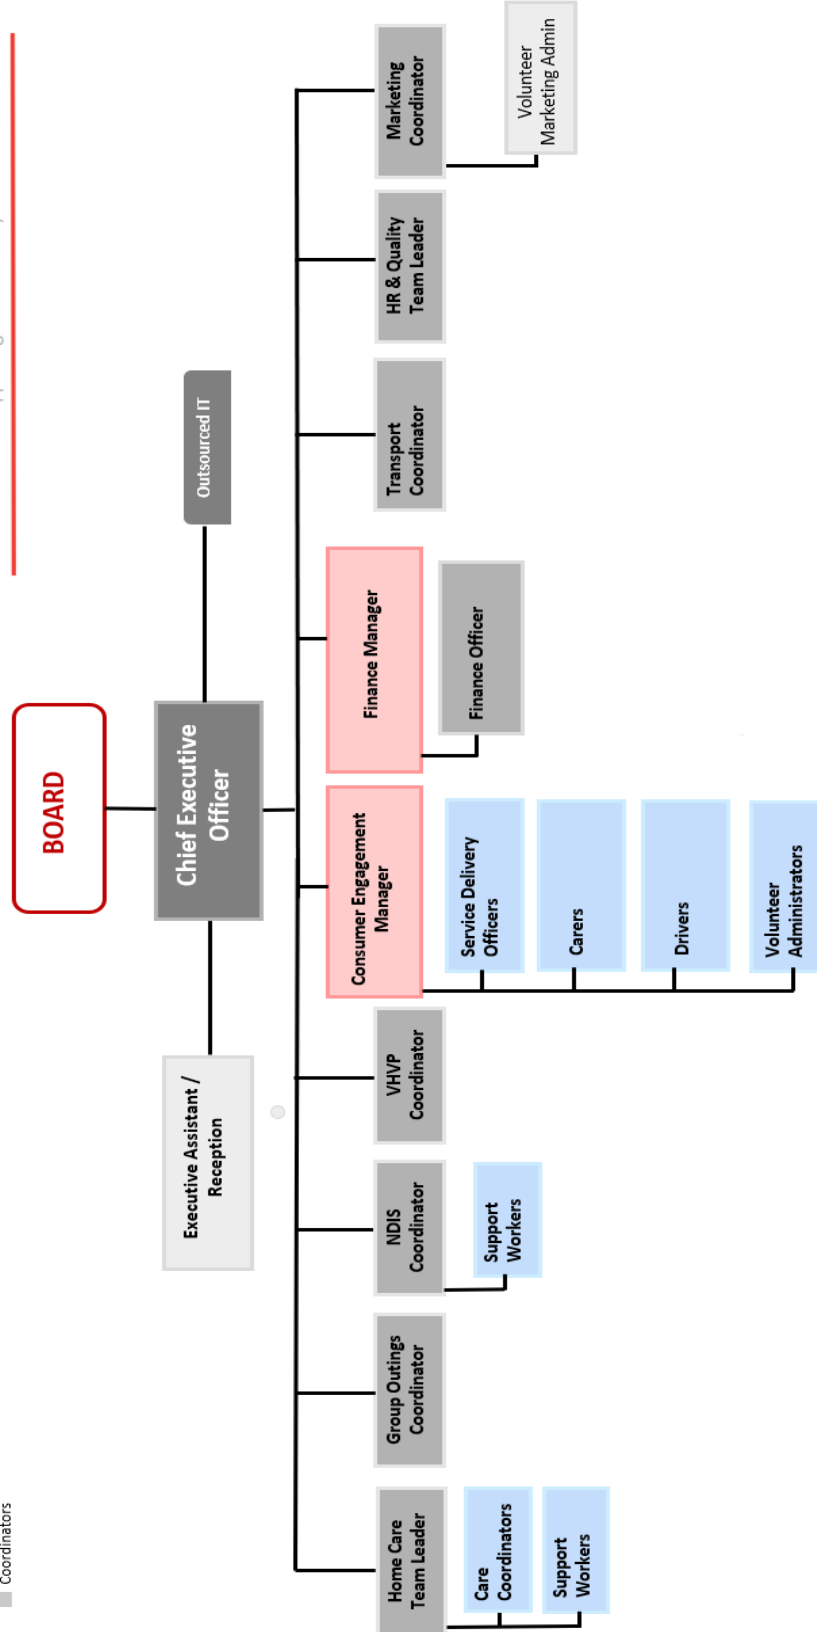 Coordinators
BOARD
Chief Executive
Officer
Outsourced IT
Executive Assistant /
Reception
Home Care
Team Leader
Group Outings
Coordinator
NDIS
Coordinator
VHVP
Coordinator
Consumer Engagement
Manager
Finance Manager
Transport
Coordinator
HR & Quality
Team Leader
Marketing
Coordinator
Care
Coordinators
Support
Workers
Support
Workers
Service Delivery
Officers
Carers
Drivers
Volunteer
Administrators
Finance Officer
Volunteer
Marketing Admin